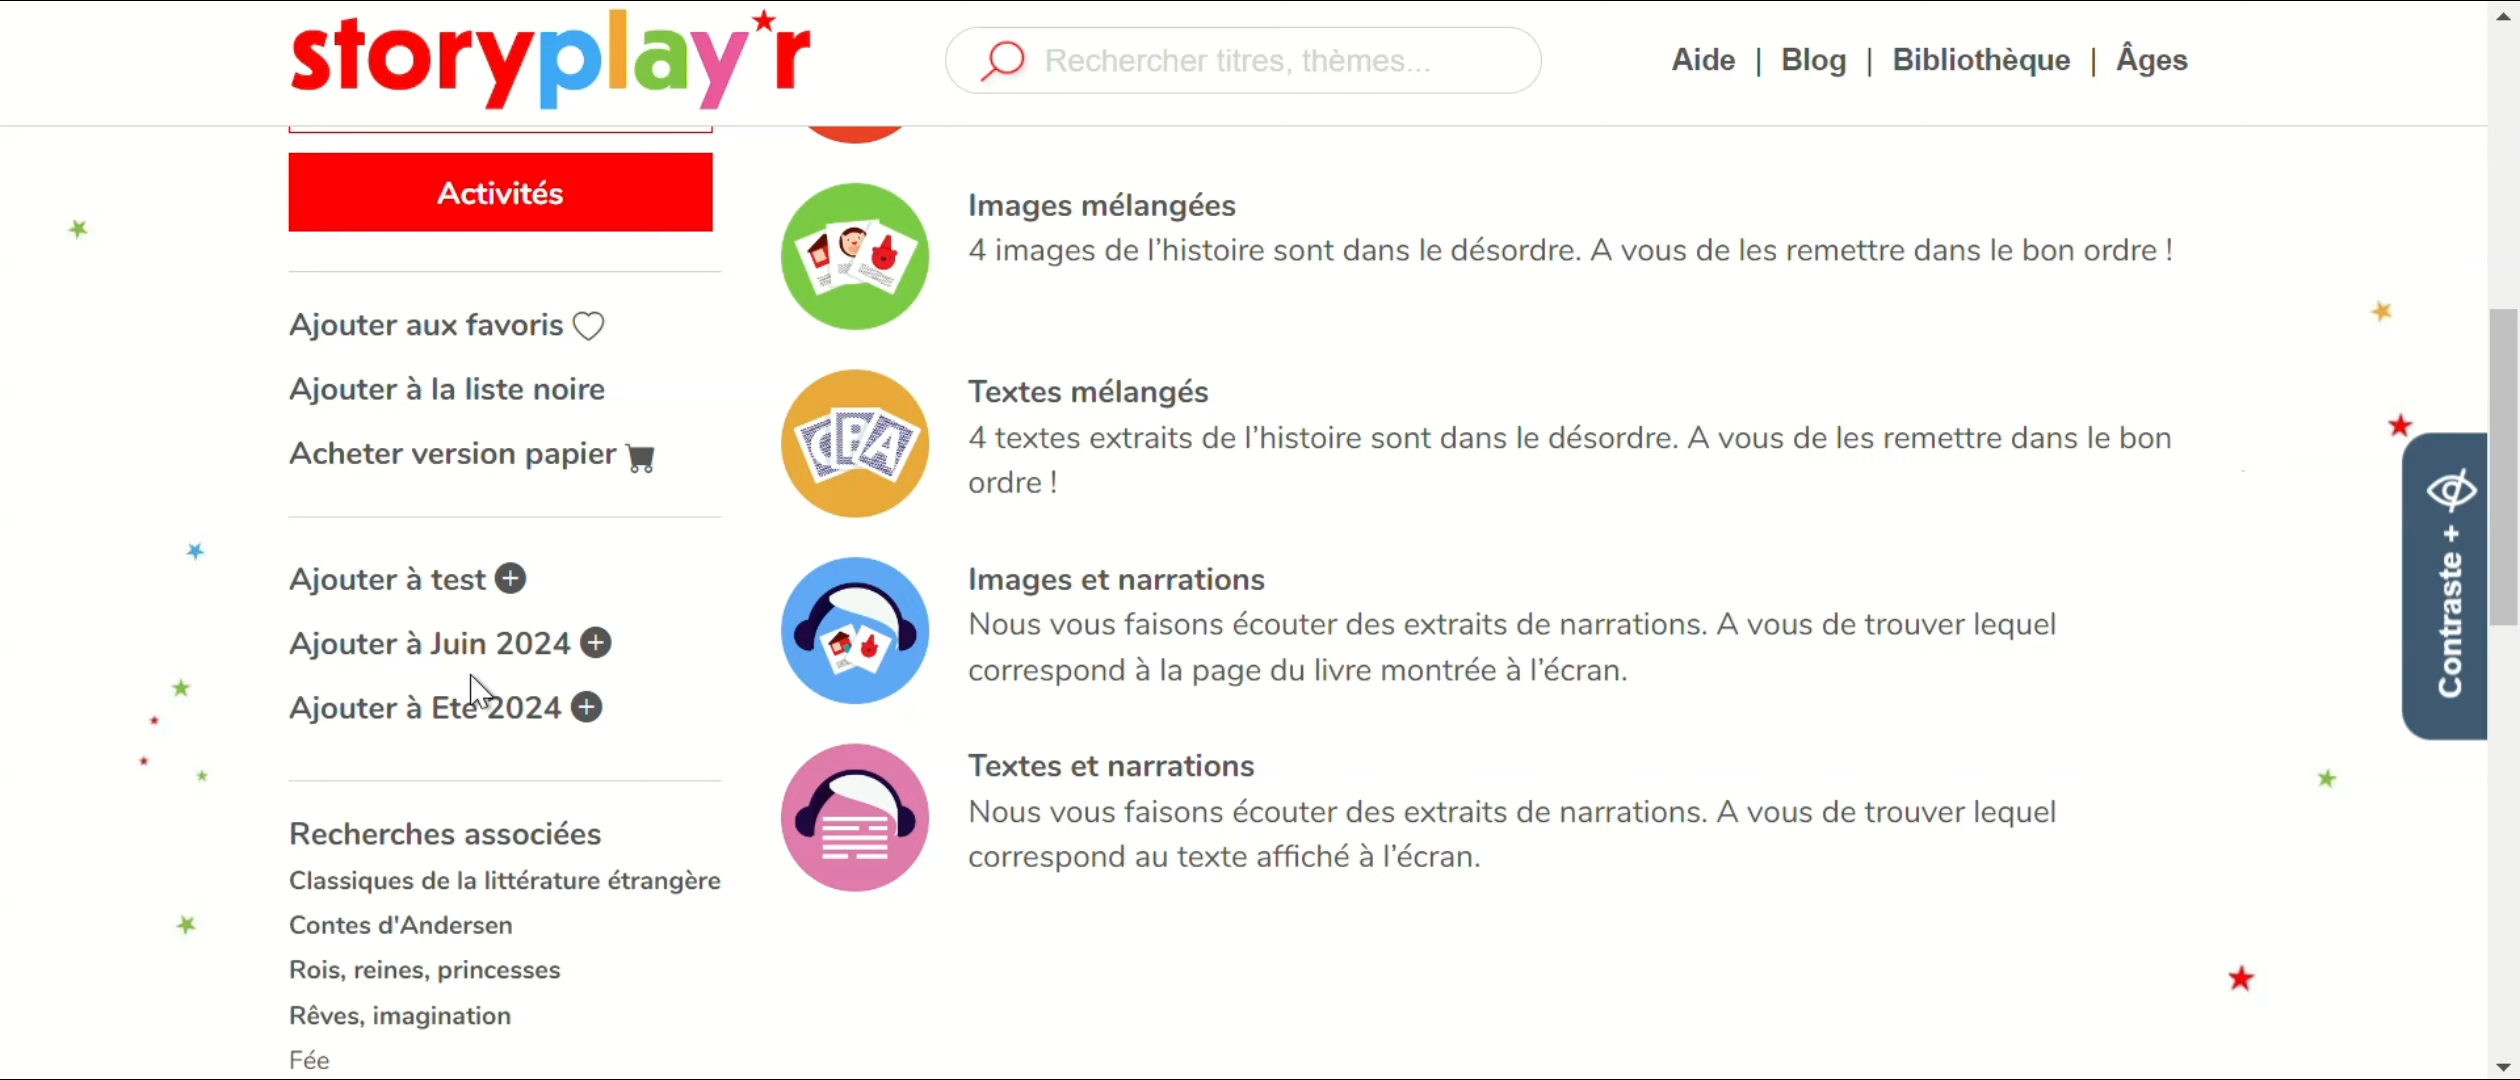 storyplay'r
Rechercher titres, thèmes...
Aide | Blog | Bibliothèque | Âges
Activités
Ajouter aux favoris
Ajouter à la liste noire
Acheter version papier
Ajouter à test
Ajouter à Juin 2024
Ajouter à Eté 2024
Recherches associées
Classiques de la littérature étrangère
Contes d'Andersen
Rois, reines, princesses
Rêves, imagination
Fée
Images mélangées
4 images de l'histoire sont dans le désordre. A vous de les remettre dans le bon ordre !
CBA
Textes mélangés
4 textes extraits de l'histoire sont dans le désordre. A vous de les remettre dans le bon
ordre !
Images et narrations
Nous vous faisons écouter des extraits de narrations. A vous de trouver lequel
correspond à la page du livre montrée à l'écran.
Textes et narrations
Nous vous faisons écouter des extraits de narrations. A vous de trouver lequel
correspond au texte affiché à l'écran.
Contraste +